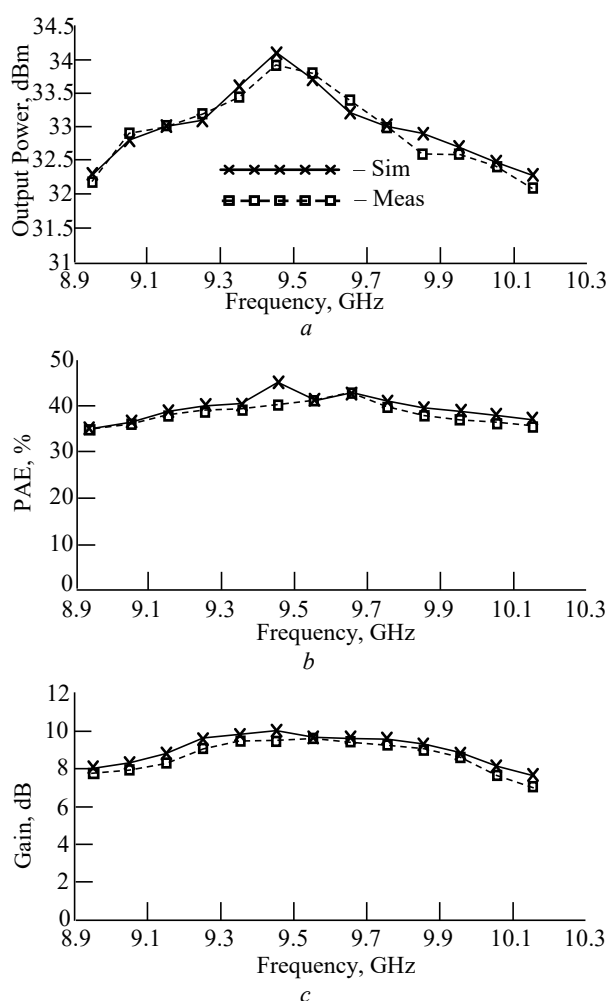 Output Power, dBm
34.5
34
33.5
33
32.5
32
31.5
31
– Sim
– Meas
8.9 9.1 9.3 9.5 9.7 9.9 10.1 10.3
Frequency, GHz
a
PAE, %
50
40
30
20
10
0
8.9 9.1 9.3 9.5 9.7 9.9 10.1 10.3
Frequency, GHz
b
Gain, dB
12
10
8
6
4
2
0
8.9 9.1 9.3 9.5 9.7 9.9 10.1 10.3
Frequency, GHz
c